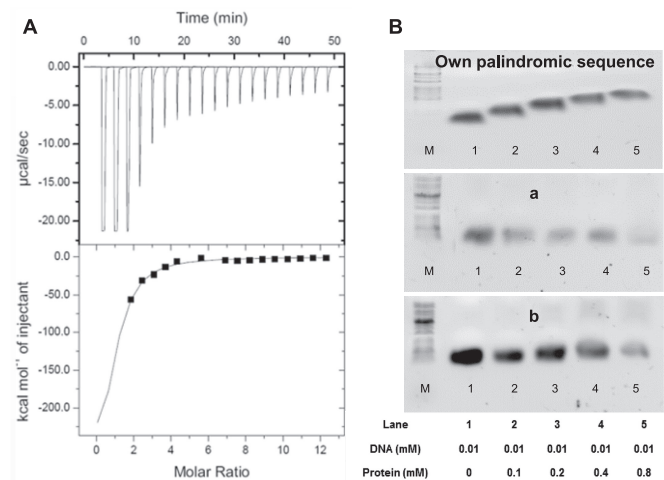 A
Time (min)
0 10 20 30 40 50
0.00
-5.00
-10.00
-15.00
-20.00
µcal/sec
0.0
-50.0
-100.0
-150.0
-200.0
kcal mol⁻¹ of injectant
0 2 4 6 8 10 12
Molar Ratio
B
Own palindromic sequence
M 1 2 3 4 5
a
M 1 2 3 4 5
b
M 1 2 3 4 5
Lane 1 2 3 4 5
DNA (mM) 0.01 0.01 0.01 0.01 0.01
Protein (mM) 0 0.1 0.2 0.4 0.8